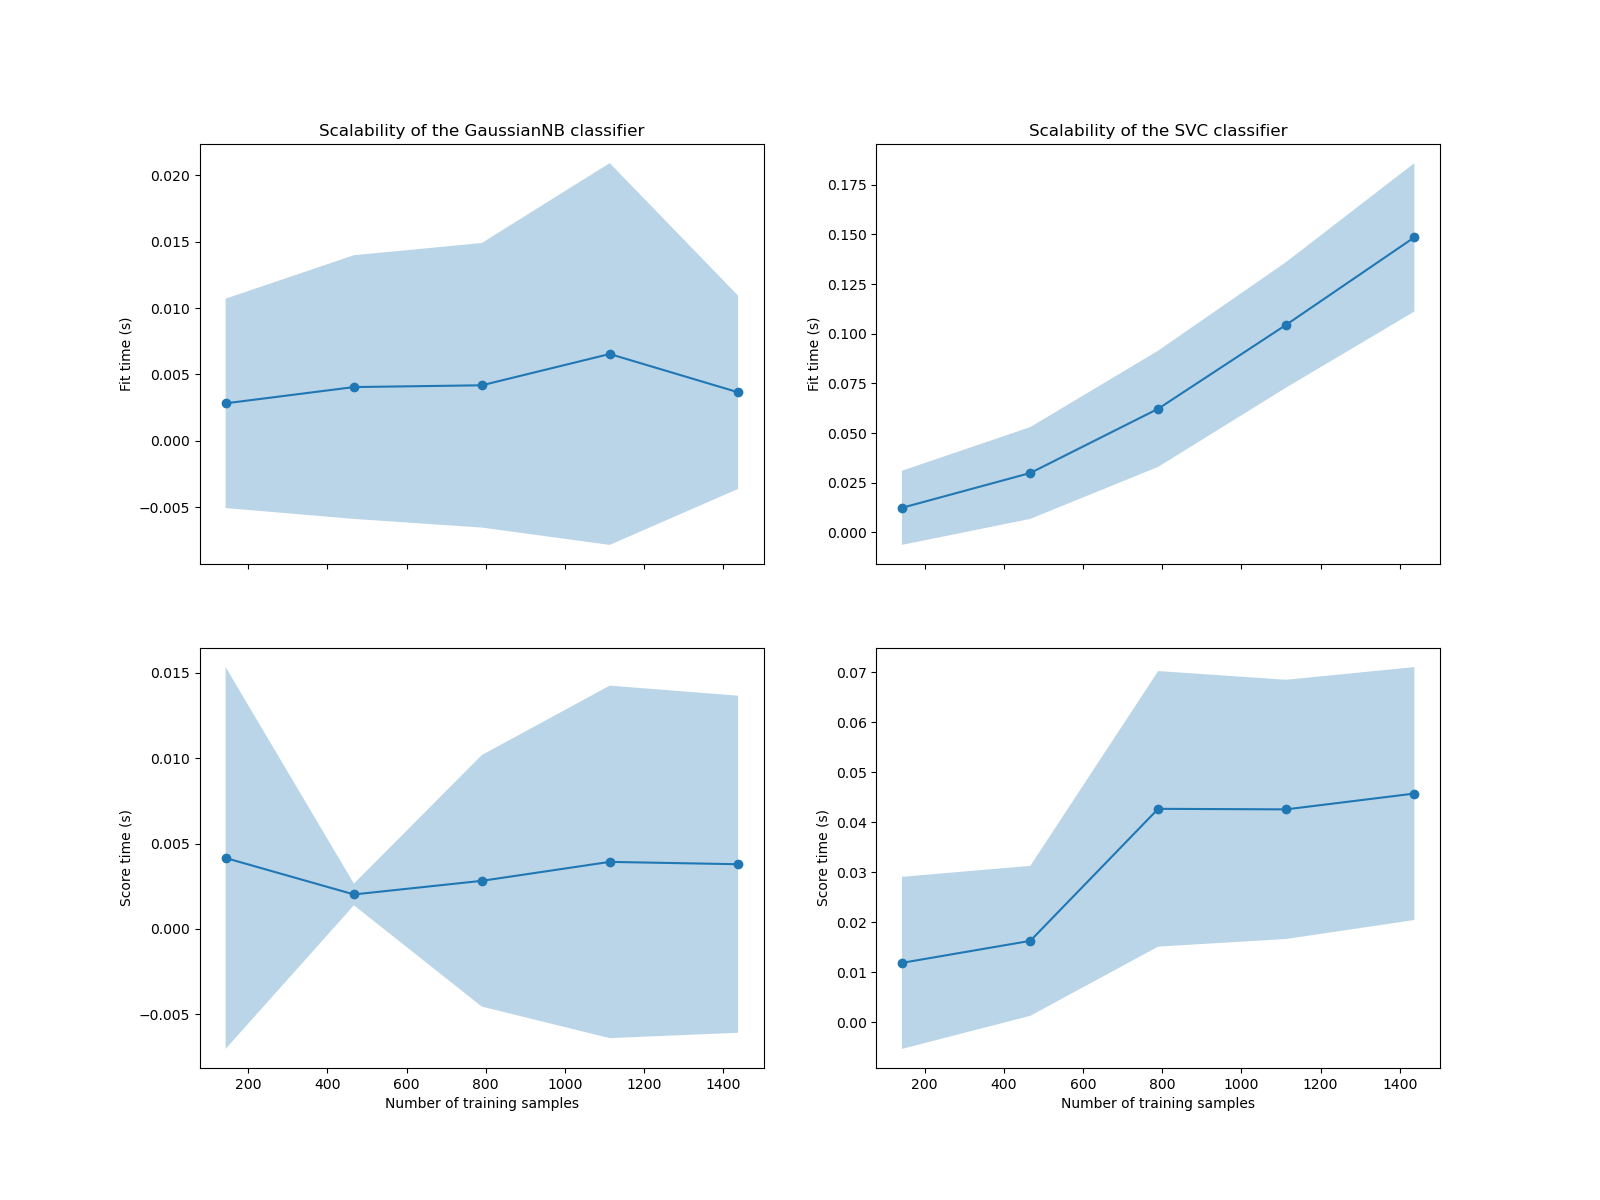 Scalability of the GaussianNB classifier
0.020
0.015
0.010
0.005
0.000
−0.005
Fit time (s)
Scalability of the SVC classifier
0.175
0.150
0.125
0.100
0.075
0.050
0.025
0.000
Fit time (s)
0.015
0.010
0.005
0.000
−0.005
Score time (s)
200 400 600 800 1000 1200 1400
Number of training samples
0.07
0.06
0.05
0.04
0.03
0.02
0.01
0.00
Score time (s)
200 400 600 800 1000 1200 1400
Number of training samples